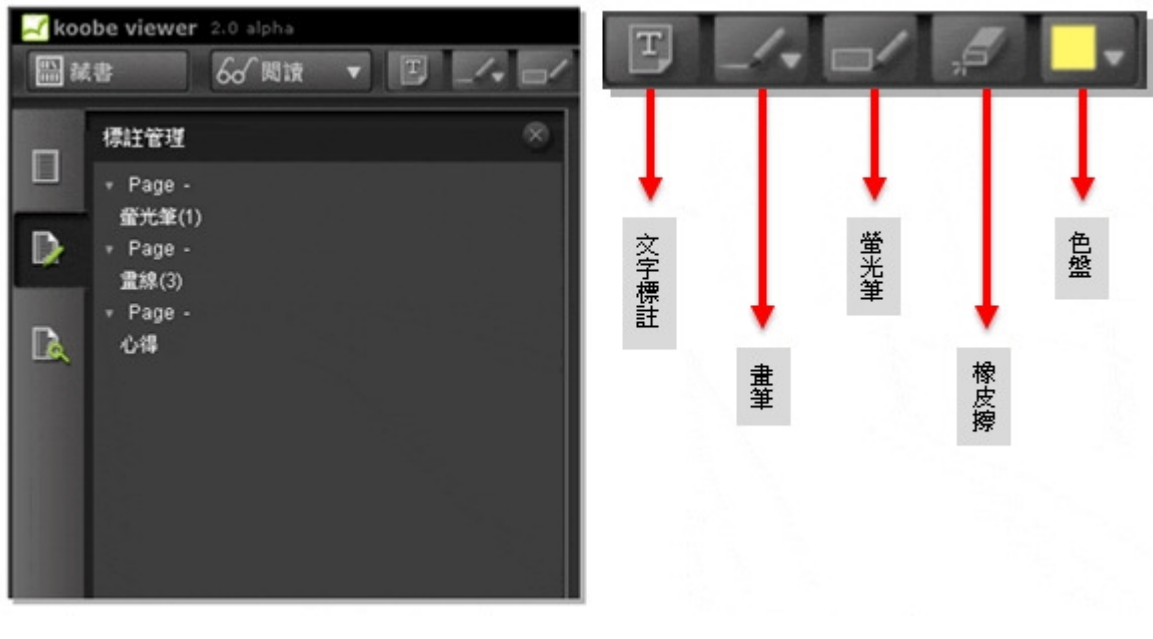 koobe viewer 2.0 alpha
藏書
閱讀
T
標註管理
Page -
螢光筆(1)
Page -
畫線(3)
Page -
心得
T
文字標註
畫筆
螢光筆
橡皮擦
色盤